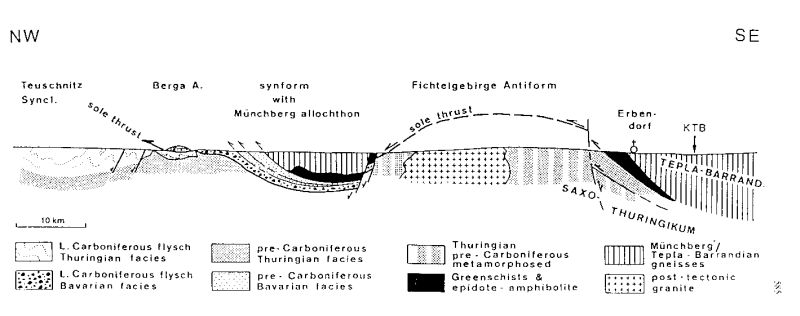 NW
SE
Teuschnitz
Syncl.
Berga A.
synform
with
Münchberg allochthon
Fichtelgebirge Antiform
Erben-
dorf
KTB
sole thrust
sole thrust
TEPLA-BARRAND.
SAXO-
THURINGIKUM
10 km
L. Carboniferous flysch
Thuringian facies
pre-Carboniferous
Thuringian facies
Thuringian
pre-Carboniferous
metamorphosed
Münchberg/
Tepla-Barrandian
gneisses
L. Carboniferous flysch
Bavarian facies
pre-Carboniferous
Bavarian facies
Greenschists &
epidote-amphibolite
post-tectonic
granite